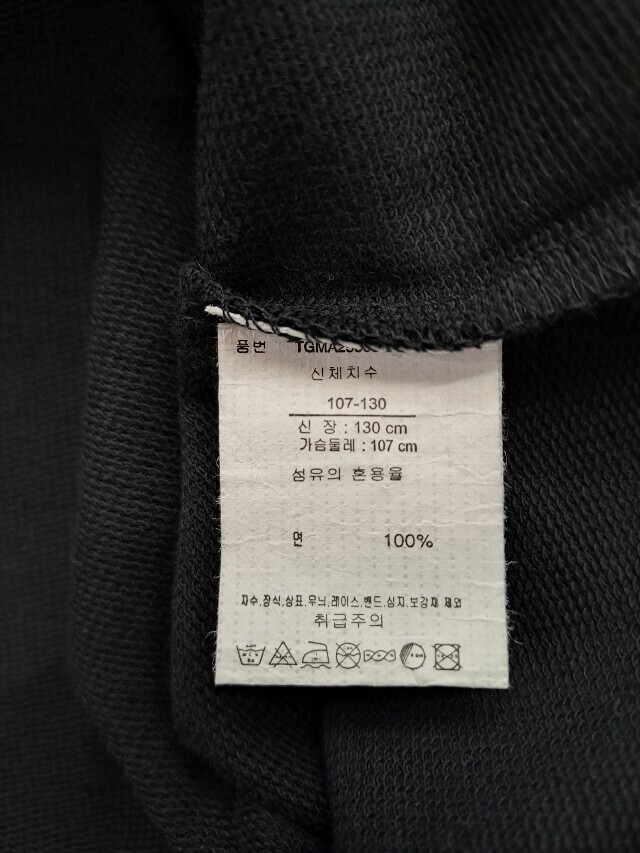 품번
신체치수
107-130
신 장 : 130 cm
가슴둘레 : 107 cm
섬유의 혼용율
면 100%
자수.장식.상표.무늬.레이스.밴드.심지.보강재 제외
취급주의